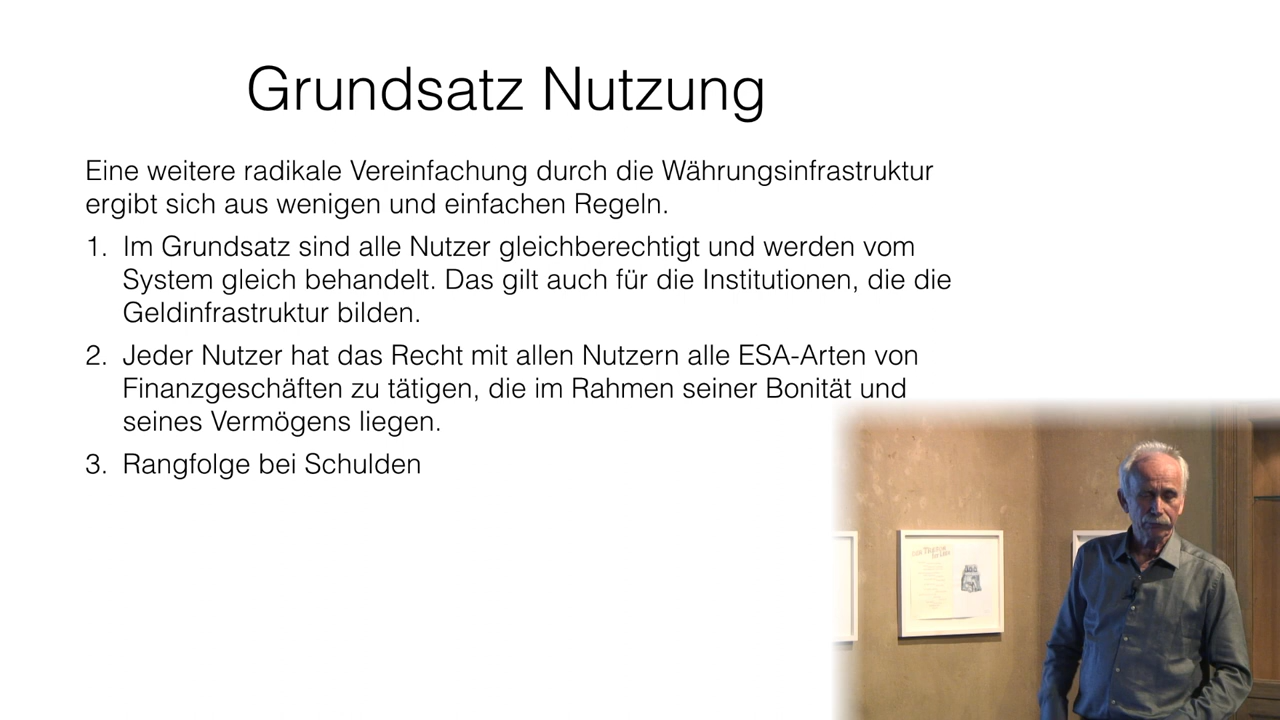 Grundsatz Nutzung
Eine weitere radikale Vereinfachung durch die Währungsinfrastruktur
ergibt sich aus wenigen und einfachen Regeln.
1. Im Grundsatz sind alle Nutzer gleichberechtigt und werden vom
System gleich behandelt. Das gilt auch für die Institutionen, die die
Geldinfrastruktur bilden.
2. Jeder Nutzer hat das Recht mit allen Nutzern alle ESA-Arten von
Finanzgeschäften zu tätigen, die im Rahmen seiner Bonität und
seines Vermögens liegen.
3. Rangfolge bei Schulden